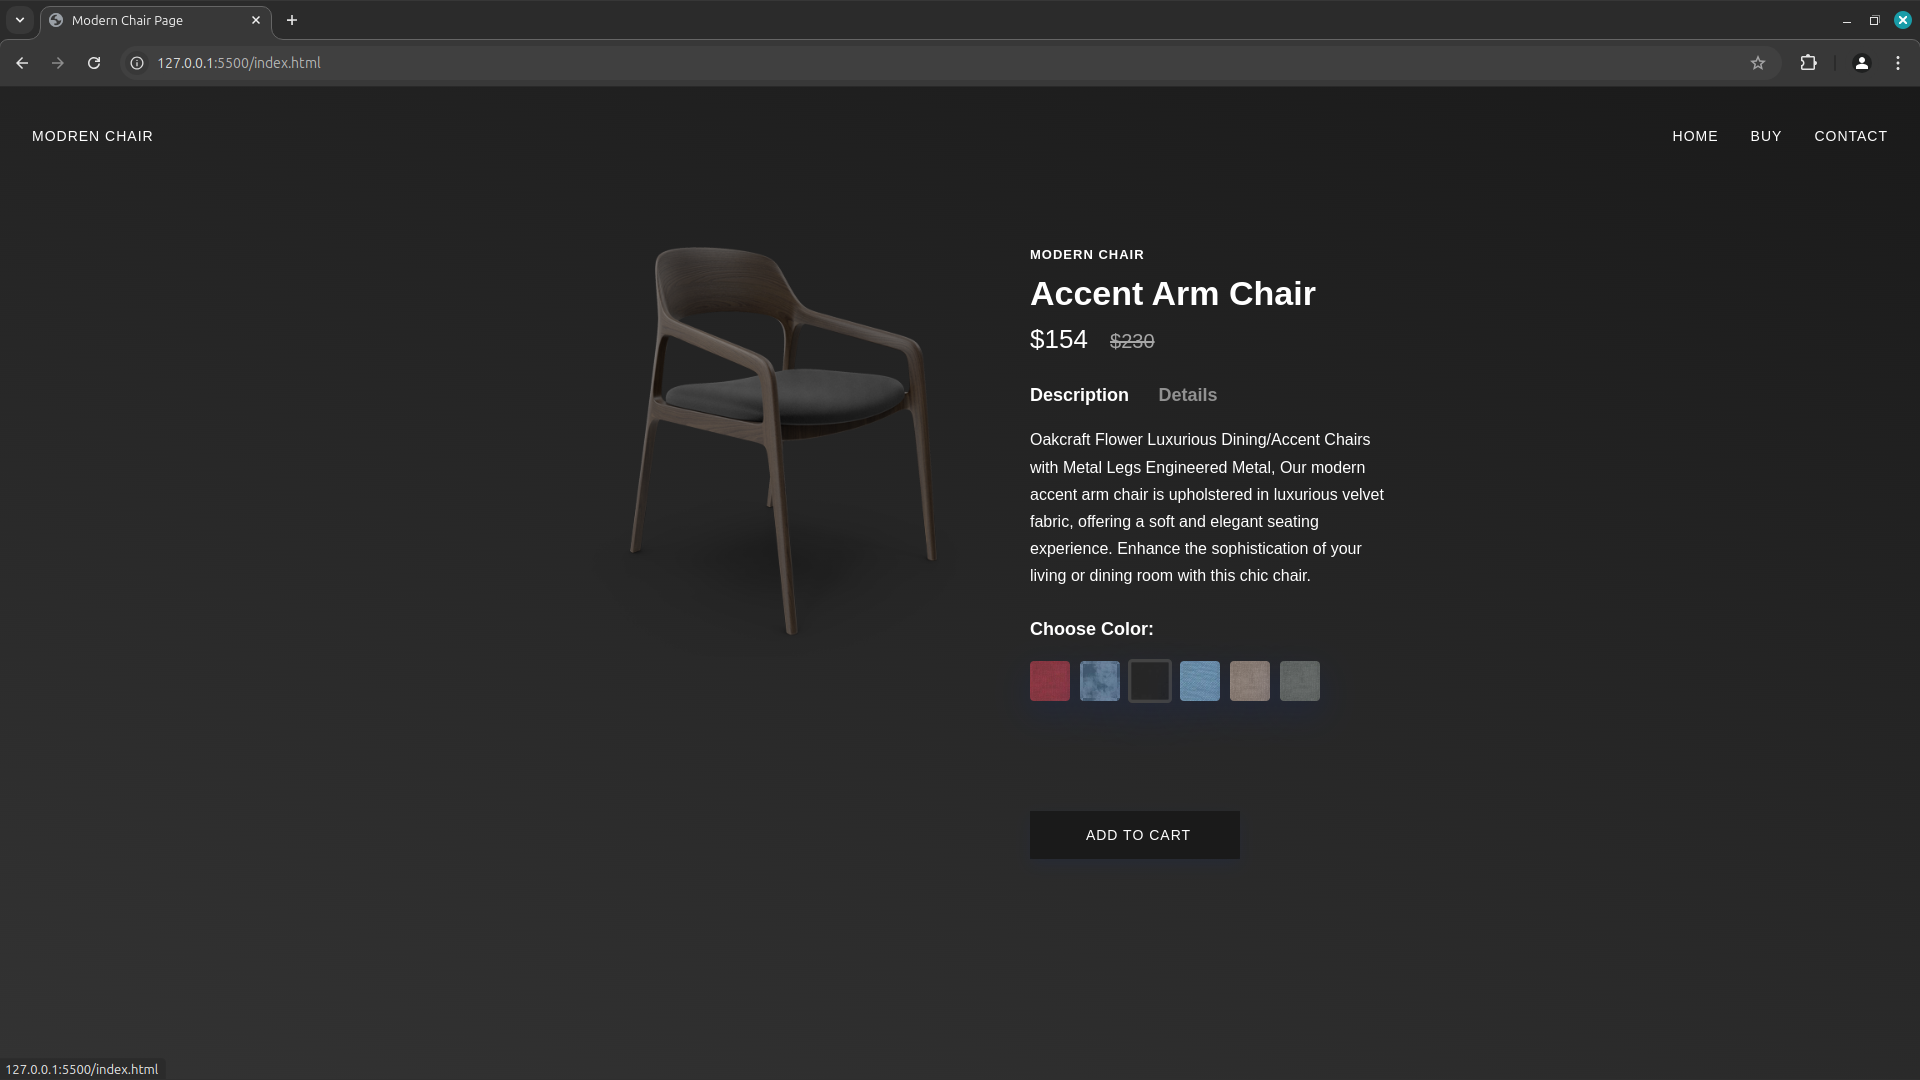 Modern Chair Page
127.0.0.1:5500/index.html
MODREN CHAIR
HOME BUY CONTACT
MODERN CHAIR
Accent Arm Chair
$154 $230
Description Details
Oakcraft Flower Luxurious Dining/Accent Chairs
with Metal Legs Engineered Metal, Our modern
accent arm chair is upholstered in luxurious velvet
fabric, offering a soft and elegant seating
experience. Enhance the sophistication of your
living or dining room with this chic chair.
Choose Color:
ADD TO CART
127.0.0.1:5500/index.html